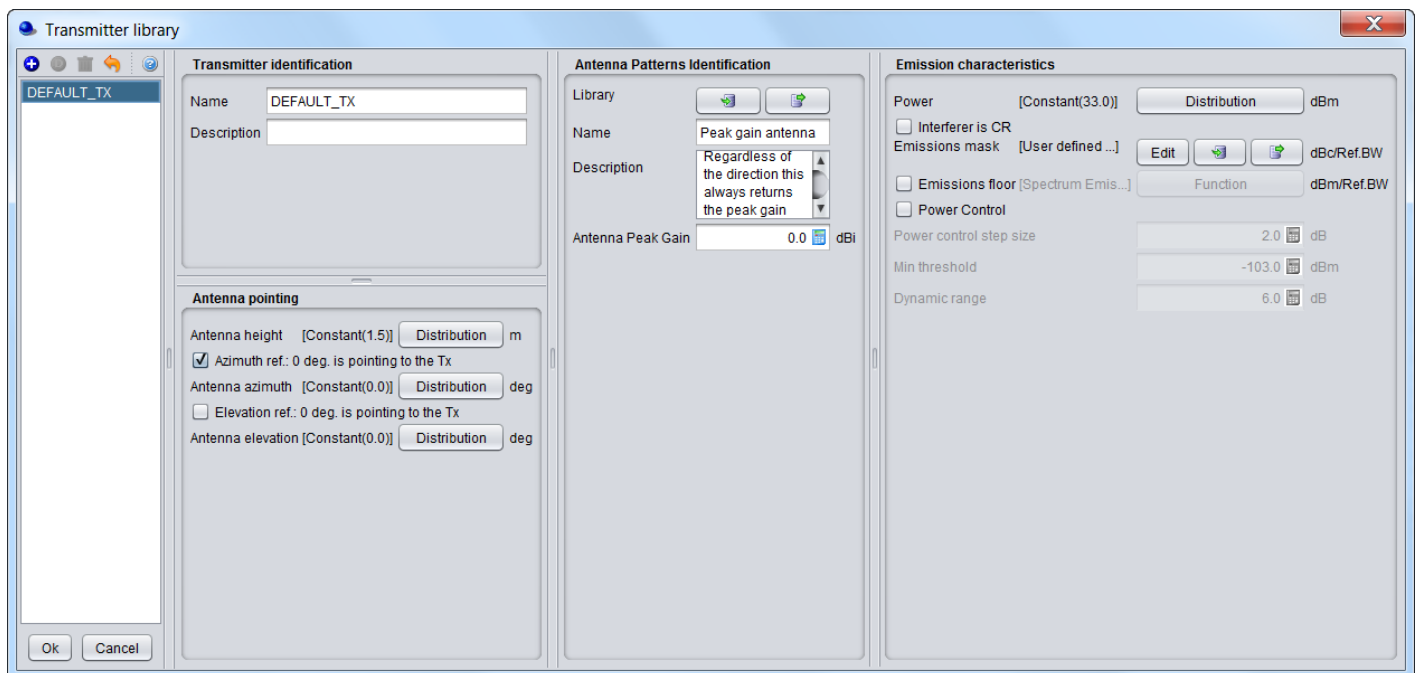 Transmitter library
X
DEFAULT_TX
Ok
Cancel
Transmitter identification
Name DEFAULT_TX
Description
Antenna pointing
Antenna height [Constant(1.5)] Distribution m
Azimuth ref.: 0 deg. is pointing to the Tx
Antenna azimuth [Constant(0.0)] Distribution deg
Elevation ref.: 0 deg. is pointing to the Tx
Antenna elevation [Constant(0.0)] Distribution deg
Antenna Patterns Identification
Library
Name Peak gain antenna
Description
Regardless of
the direction this
always returns
the peak gain
Antenna Peak Gain 0.0 dBi
Emission characteristics
Power [Constant(33.0)] Distribution dBm
Interferer is CR
Emissions mask [User defined ...] Edit dBc/Ref.BW
Emissions floor [Spectrum Emis...] Function dBm/Ref.BW
Power Control
Power control step size 2.0 dB
Min threshold -103.0 dBm
Dynamic range 6.0 dB